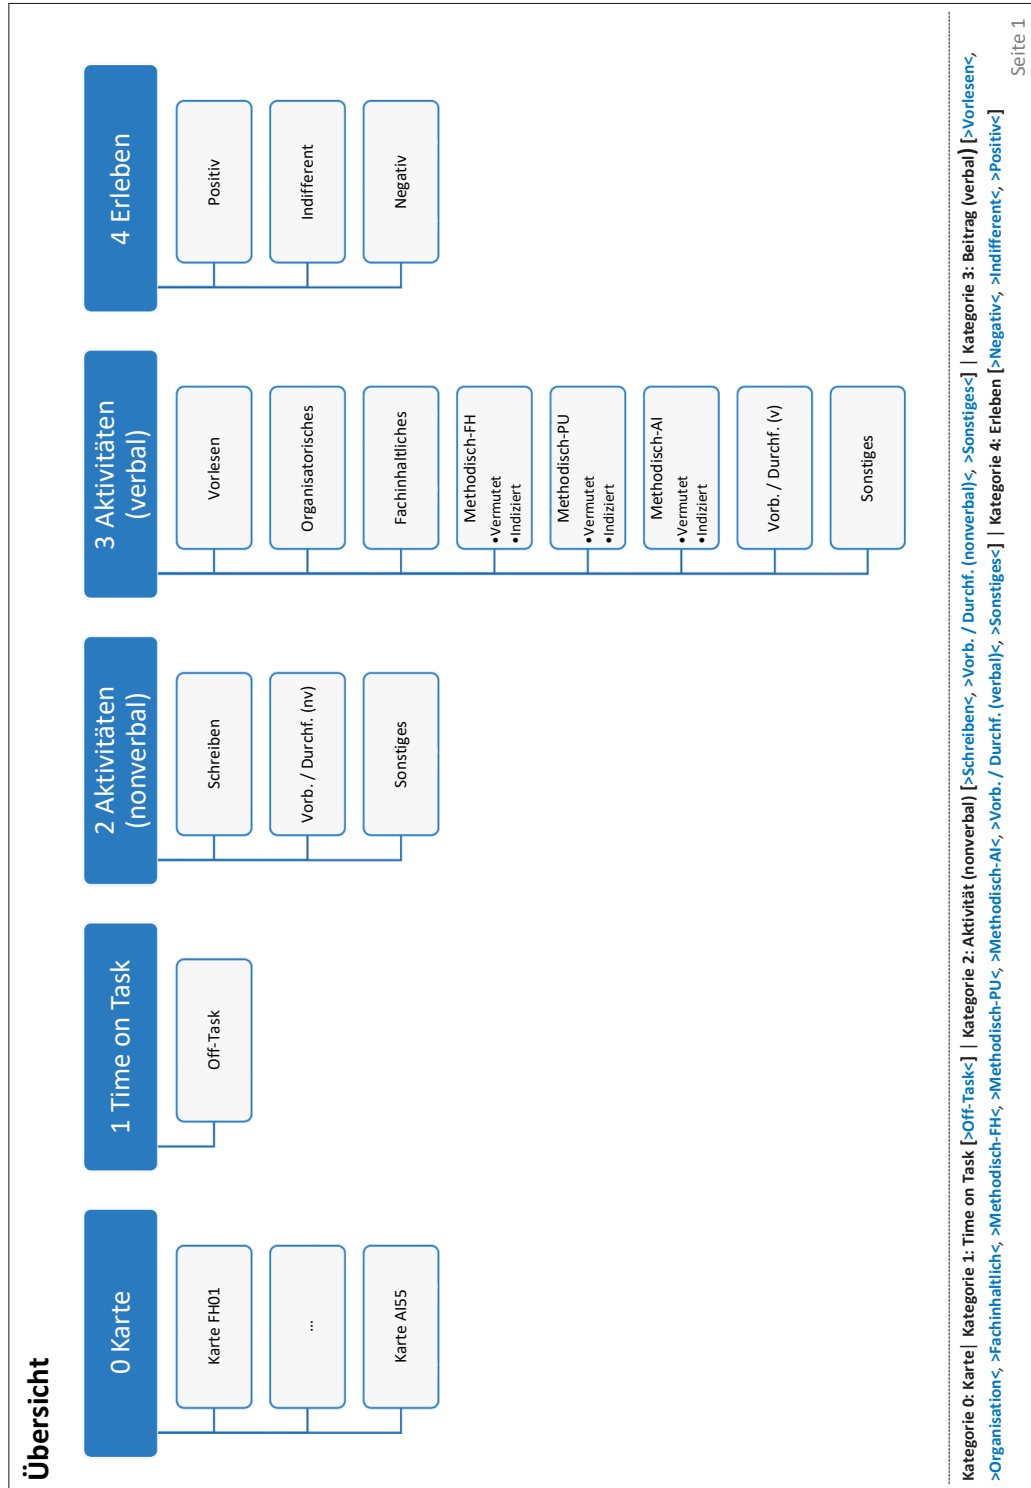 Übersicht
0 Karte
Karte FH01
...
Karte AI55
1 Time on Task
Off-Task
2 Aktivitäten
(nonverbal)
Schreiben
Vorb. / Durchf. (nv)
Sonstiges
3 Aktivitäten
(verbal)
Vorlesen
Organisatorisches
Fachinhaltliches
Methodisch-FH
•Vermutet
•Indiziert
Methodisch-PU
•Vermutet
•Indiziert
Methodisch-AI
•Vermutet
•Indiziert
Vorb. / Durchf. (v)
Sonstiges
4 Erleben
Positiv
Indifferent
Negativ
Kategorie 0: Karte| Kategorie 1: Time on Task [>Off-Task<] | Kategorie 2: Aktivität (nonverbal) [>Schreiben<, >Vorb. / Durchf. (nonverbal)<, >Sonstiges<] | Kategorie 3: Beitrag (verbal) [>Vorlesen<,
>Organisation<, >Fachinhaltlich<, >Methodisch-FH<, >Methodisch-PU<, >Methodisch-AI<, >Vorb. / Durchf. (verbal)<, >Sonstiges<] | Kategorie 4: Erleben [>Negativ<, >Indifferent<, >Positiv<]
Seite 1